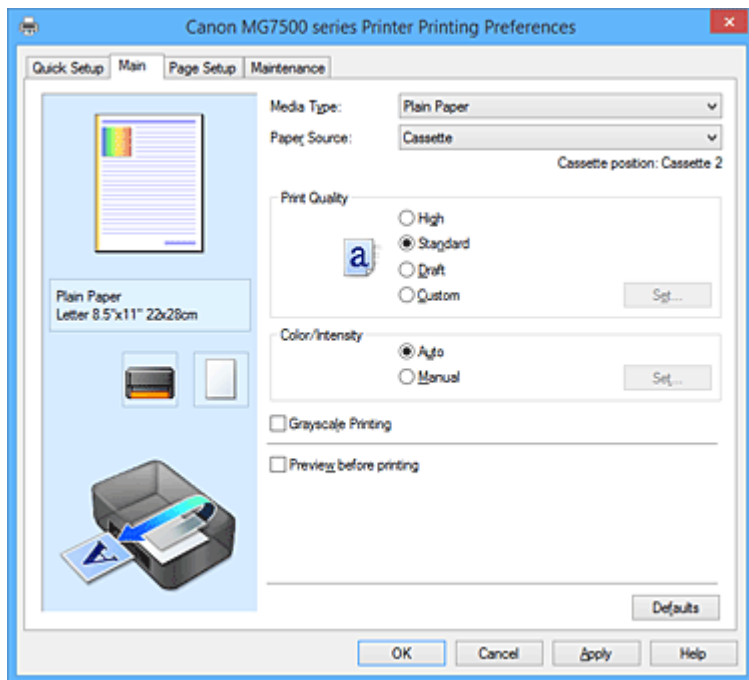 Canon MG7500 series Printer Printing Preferences
Quick Setup Main Page Setup Maintenance
Media Type: Plain Paper
Paper Source: Cassette
Cassette position: Cassette 2
Print Quality
High
a Standard
Draft
Custom Set...
Plain Paper
Letter 8.5"x11" 22x28cm
Color/Intensity
Auto
Manual Set...
Grayscale Printing
Preview before printing
A
Defaults
OK Cancel Apply Help